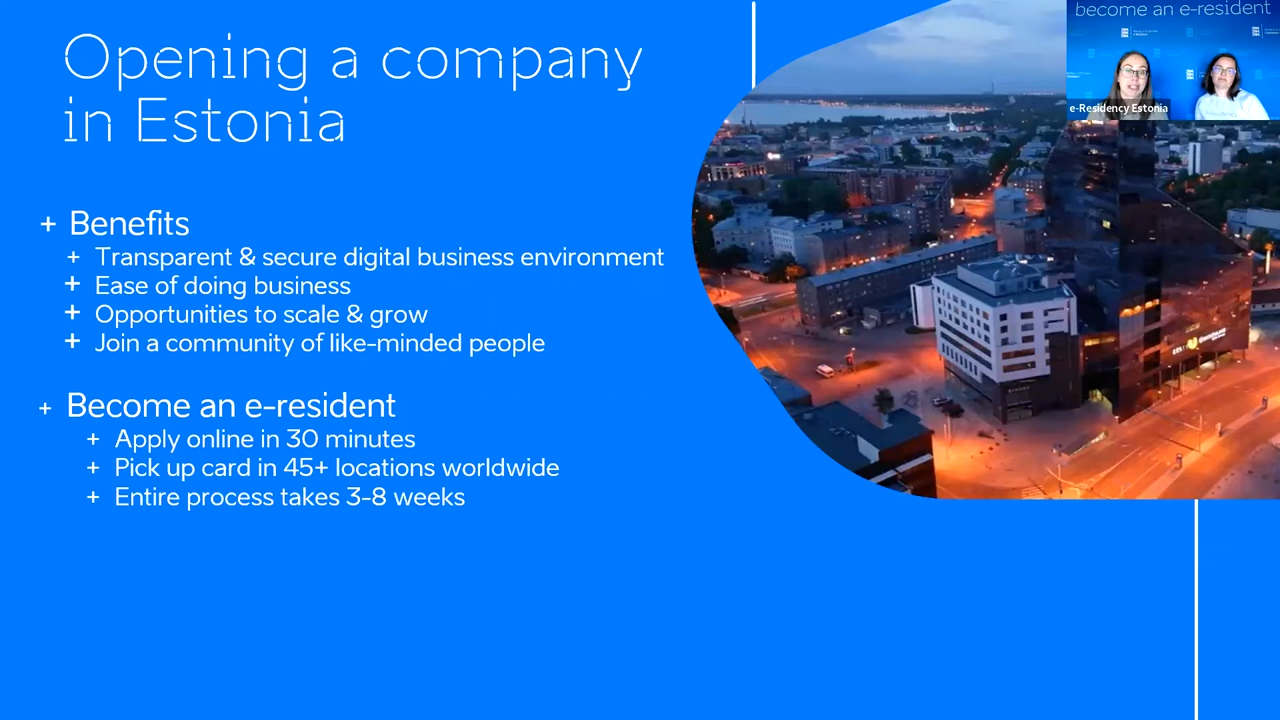 Opening a company
in Estonia
+ Benefits
+ Transparent & secure digital business environment
+ Ease of doing business
+ Opportunities to scale & grow
+ Join a community of like-minded people
+ Become an e-resident
+ Apply online in 30 minutes
+ Pick up card in 45+ locations worldwide
+ Entire process takes 3-8 weeks
become an e-resident
e-Residency Estonia